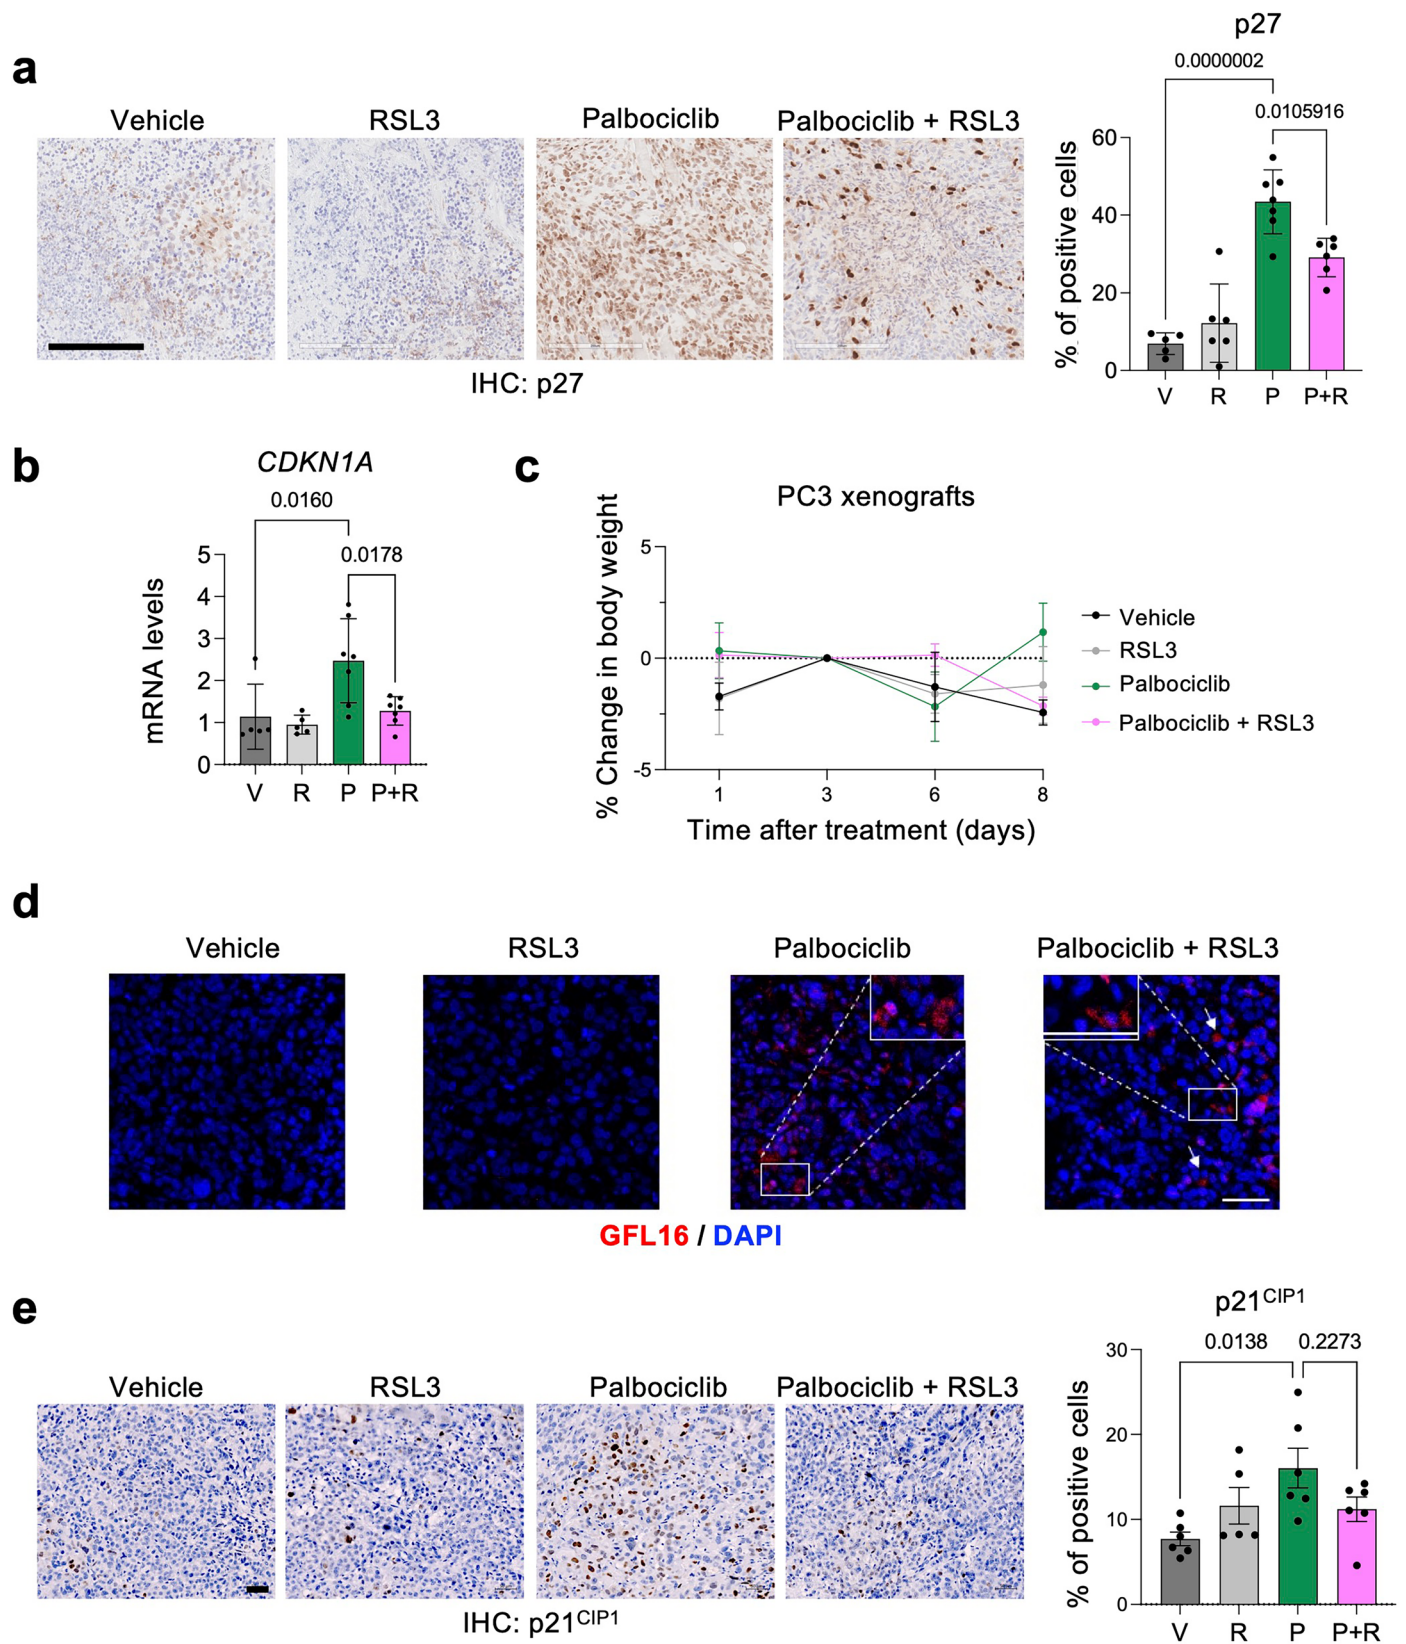 a
Vehicle
RSL3
Palbociclib
Palbociclib + RSL3
IHC: p27
p27
0.0000002
0.0105916
% of positive cells
60
40
20
0
V R P P+R
b
CDKN1A
0.0160
0.0178
mRNA levels
5
4
3
2
1
0
V R P P+R
c
PC3 xenografts
% Change in body weight
5
0
-5
1 3 6 8
Time after treatment (days)
Vehicle
RSL3
Palbociclib
Palbociclib + RSL3
d
Vehicle
RSL3
Palbociclib
Palbociclib + RSL3
GFL16 / DAPI
e
Vehicle
RSL3
Palbociclib
Palbociclib + RSL3
IHC: p21CIP1
p21CIP1
0.0138
0.2273
% of positive cells
30
20
10
0
V R P P+R